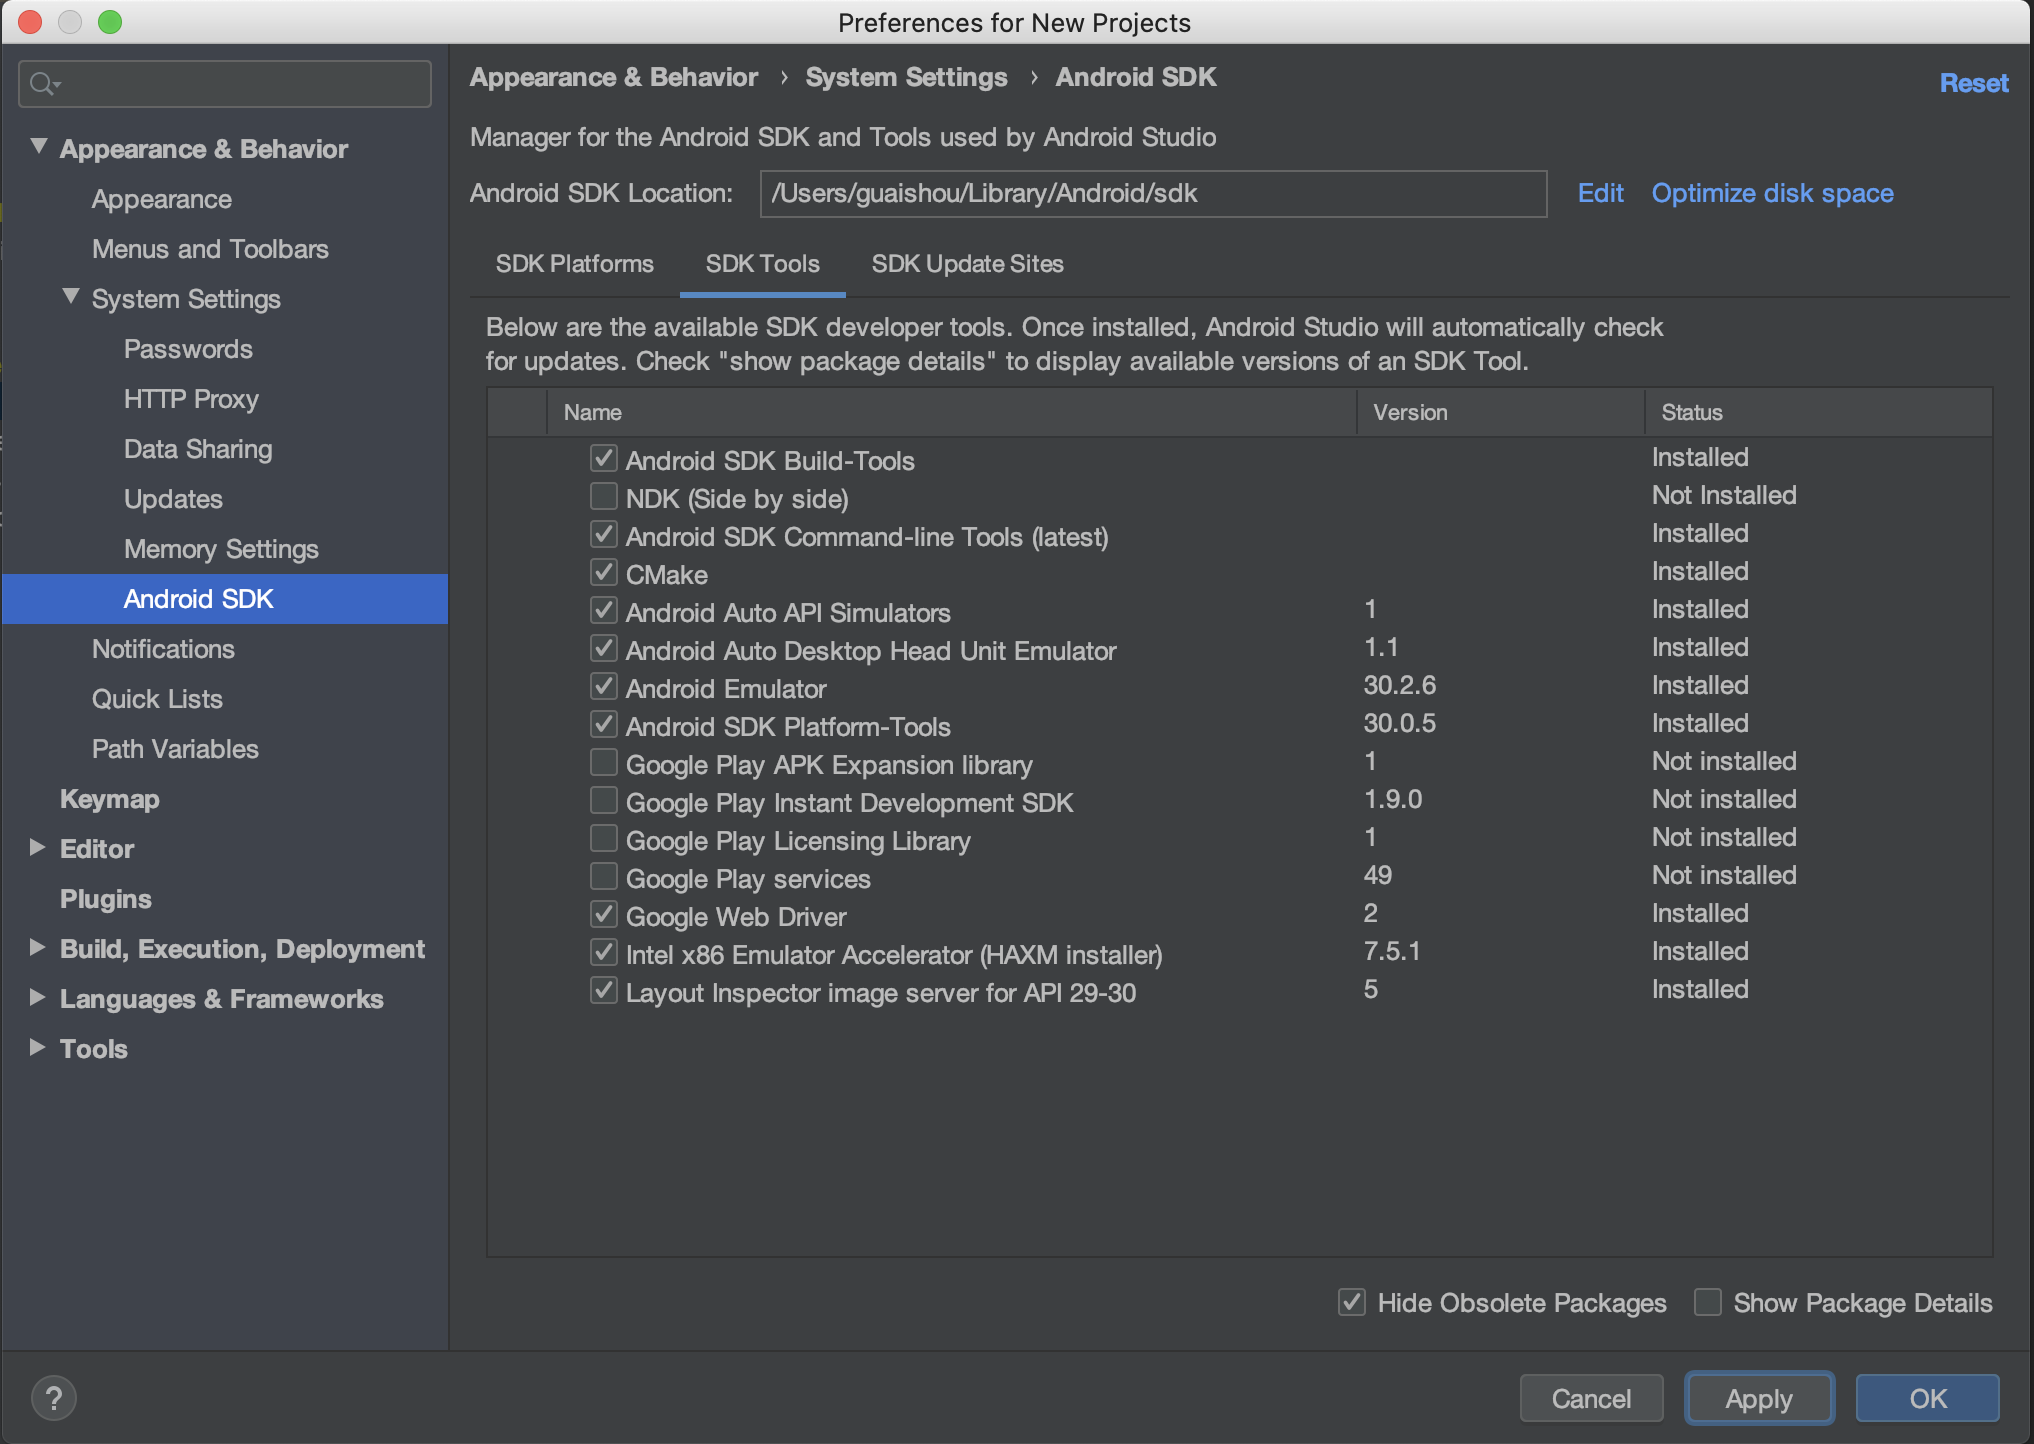 Preferences for New Projects
Appearance & Behavior
Appearance
Menus and Toolbars
System Settings
Passwords
HTTP Proxy
Data Sharing
Updates
Memory Settings
Android SDK
Notifications
Quick Lists
Path Variables
Keymap
Editor
Plugins
Build, Execution, Deployment
Languages & Frameworks
Tools
Appearance & Behavior › System Settings › Android SDK
Reset
Manager for the Android SDK and Tools used by Android Studio
Android SDK Location: /Users/guaishou/Library/Android/sdk Edit Optimize disk space
SDK Platforms SDK Tools SDK Update Sites
Below are the available SDK developer tools. Once installed, Android Studio will automatically check
for updates. Check "show package details" to display available versions of an SDK Tool.
Name Version Status
Android SDK Build-Tools Installed
NDK (Side by side) Not Installed
Android SDK Command-line Tools (latest) Installed
CMake Installed
Android Auto API Simulators 1 Installed
Android Auto Desktop Head Unit Emulator 1.1 Installed
Android Emulator 30.2.6 Installed
Android SDK Platform-Tools 30.0.5 Installed
Google Play APK Expansion library 1 Not installed
Google Play Instant Development SDK 1.9.0 Not installed
Google Play Licensing Library 1 Not installed
Google Play services 49 Not installed
Google Web Driver 2 Installed
Intel x86 Emulator Accelerator (HAXM installer) 7.5.1 Installed
Layout Inspector image server for API 29-30 5 Installed
Hide Obsolete Packages Show Package Details
? Cancel Apply OK